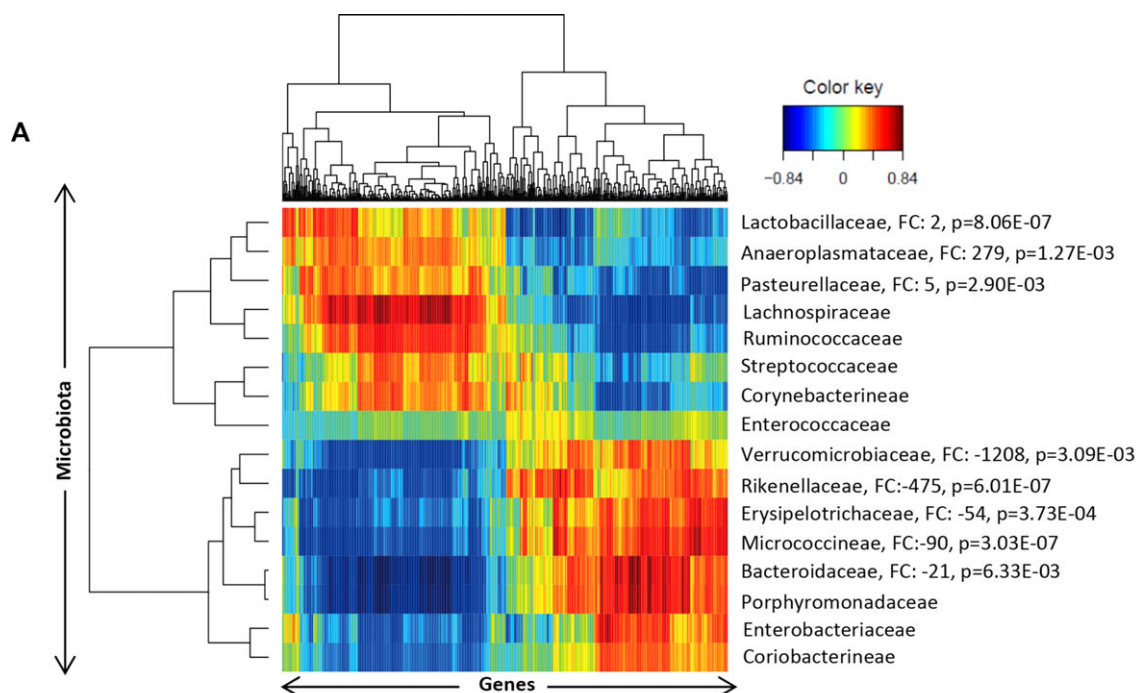 A
Color key
−0.84 0 0.84
Microbiota
Lactobacillaceae, FC: 2, p=8.06E-07
Anaeroplasmataceae, FC: 279, p=1.27E-03
Pasteurellaceae, FC: 5, p=2.90E-03
Lachnospiraceae
Ruminococcaceae
Streptococcaceae
Corynebacterineae
Enterococcaceae
Verrucomicrobiaceae, FC: -1208, p=3.09E-03
Rikenellaceae, FC:-475, p=6.01E-07
Erysipelotrichaceae, FC: -54, p=3.73E-04
Micrococcineae, FC:-90, p=3.03E-07
Bacteroidaceae, FC: -21, p=6.33E-03
Porphyromonadaceae
Enterobacteriaceae
Coriobacterineae
Genes